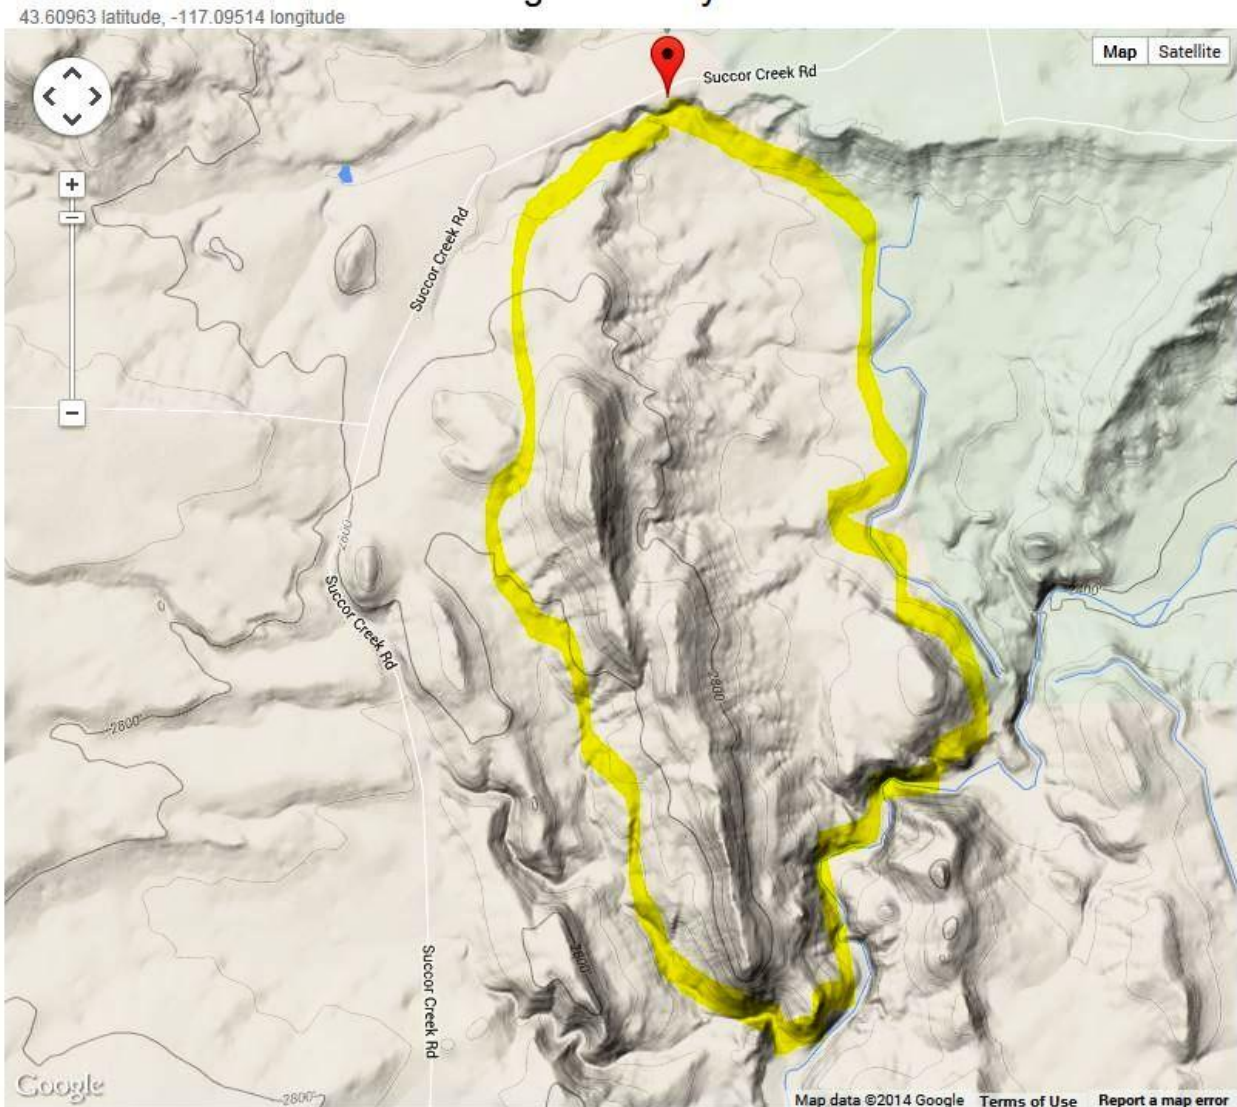 43.60963 latitude, -117.09514 longitude
Map Satellite
Succor Creek Rd
Succor Creek Rd
2800
2400'
Succor Creek Rd
2800'
2800'
Succor Creek Rd
2800'
2800'
Google
Map data ©2014 Google Terms of Use Report a map error